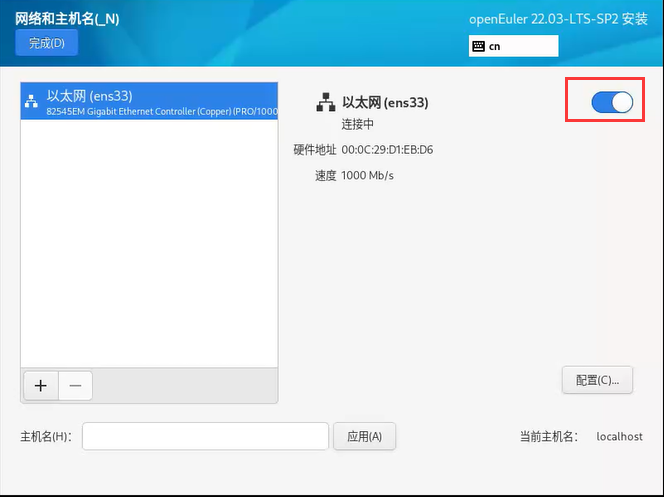 网络和主机名(_N)
openEuler 22.03-LTS-SP2 安装
完成(D)
cn
以太网 (ens33)
82545EM Gigabit Ethernet Controller (Copper) (PRO/1000
以太网 (ens33)
连接中
硬件地址 00:0C:29:D1:EB:D6
速度 1000 Mb/s
+ −
配置(C)...
主机名(H): 应用(A) 当前主机名: localhost